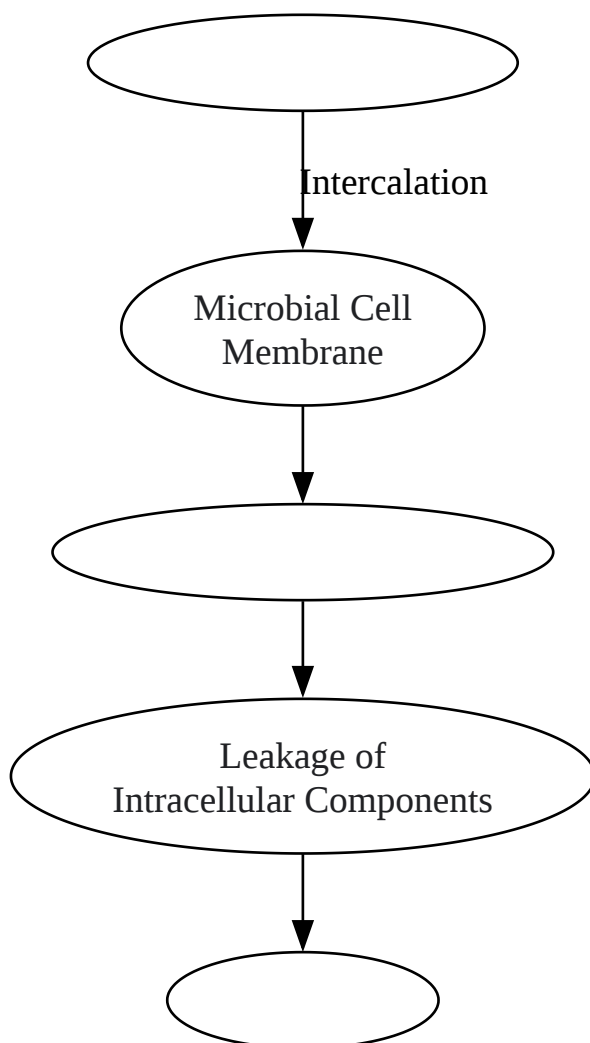 Intercalation
Microbial Cell
Membrane
Leakage of
Intracellular Components